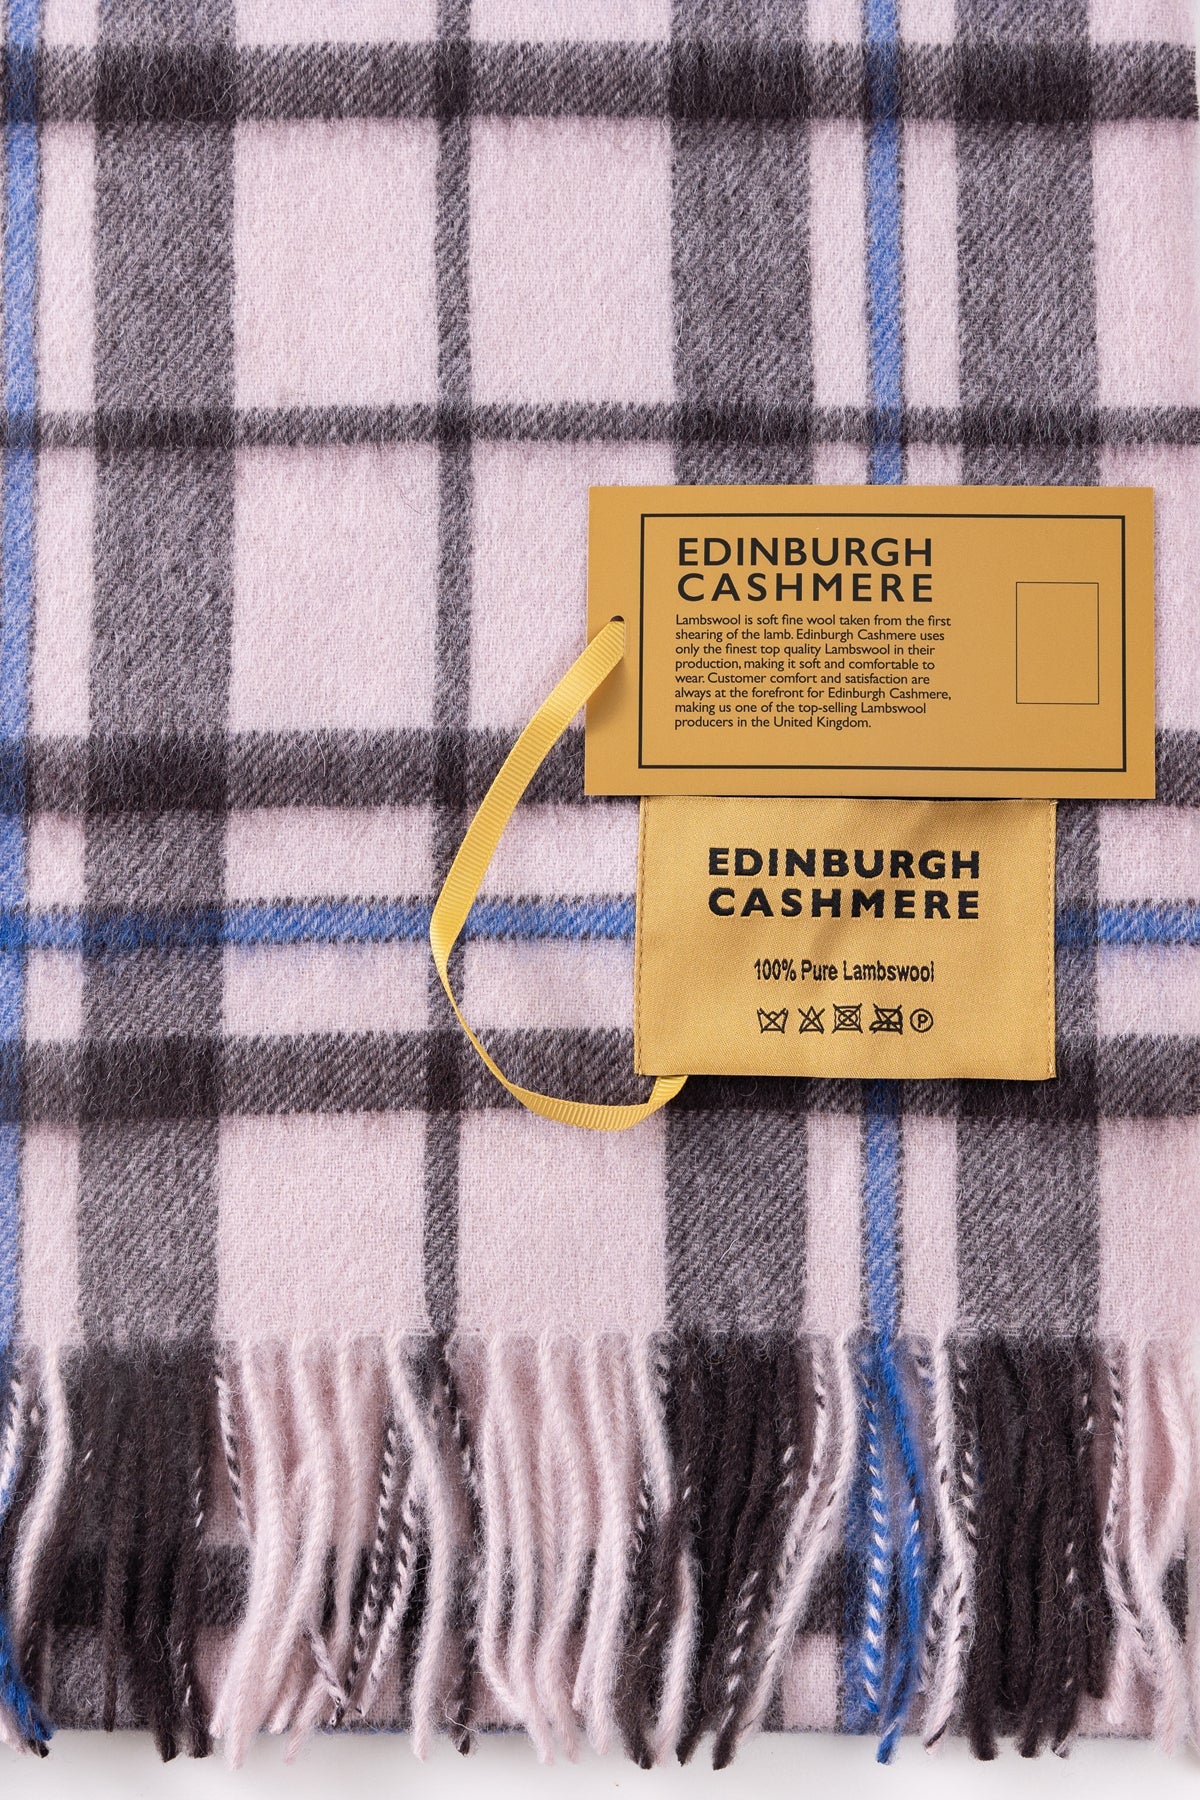 EDINBURGH
CASHMERE
Lambswool is soft fine wool taken from the first
shearing of the lamb. Edinburgh Cashmere uses
only the finest top quality Lambswool in their
production, making it soft and comfortable to
wear. Customer comfort and satisfaction are
always at the forefront for Edinburgh Cashmere,
making us one of the top-selling Lambswool
producers in the United Kingdom.
EDINBURGH
CASHMERE
100% Pure Lambswool
P